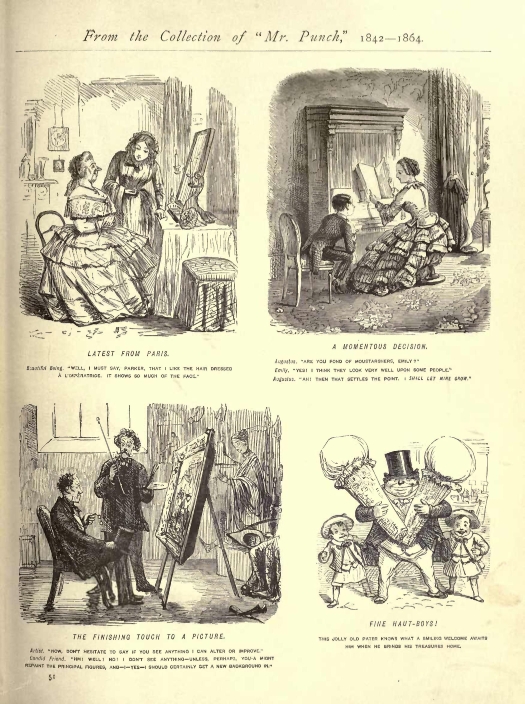 From the Collection of "Mr. Punch," 1842—1864.
LATEST FROM PARIS.
Beautiful Being. "WELL, I MUST SAY, PARKER, THAT I LIKE THE HAIR DRESSED
À L'IMPÉRATRICE. IT SHOWS SO MUCH OF THE FACE."
A MOMENTOUS DECISION.
Augustus. "ARE YOU FOND OF MOUSTARSHERS, EMILY?"
Emily. "YES! I THINK THEY LOOK VERY WELL UPON SOME PEOPLE."
Augustus. "AH! THEN THAT SETTLES THE POINT. I SHALL LET MINE GROW."
THE FINISHING TOUCH TO A PICTURE.
Artist. "NOW, DON'T HESITATE TO SAY IF YOU SEE ANYTHING I CAN ALTER OR IMPROVE."
Candid Friend. "HM! WELL! NO! I DON'T SEE ANYTHING—UNLESS, PERHAPS, YOU-A MIGHT
REPAINT THE PRINCIPAL FIGURES, AND—I—YES—I SHOULD CERTAINLY GET A NEW BACKGROUND IN."
FINE HAUT-BOYS!
THIS JOLLY OLD PATER KNOWS WHAT A SMILING WELCOME AWAITS
HIM WHEN HE BRINGS HIS TREASURES HOME.